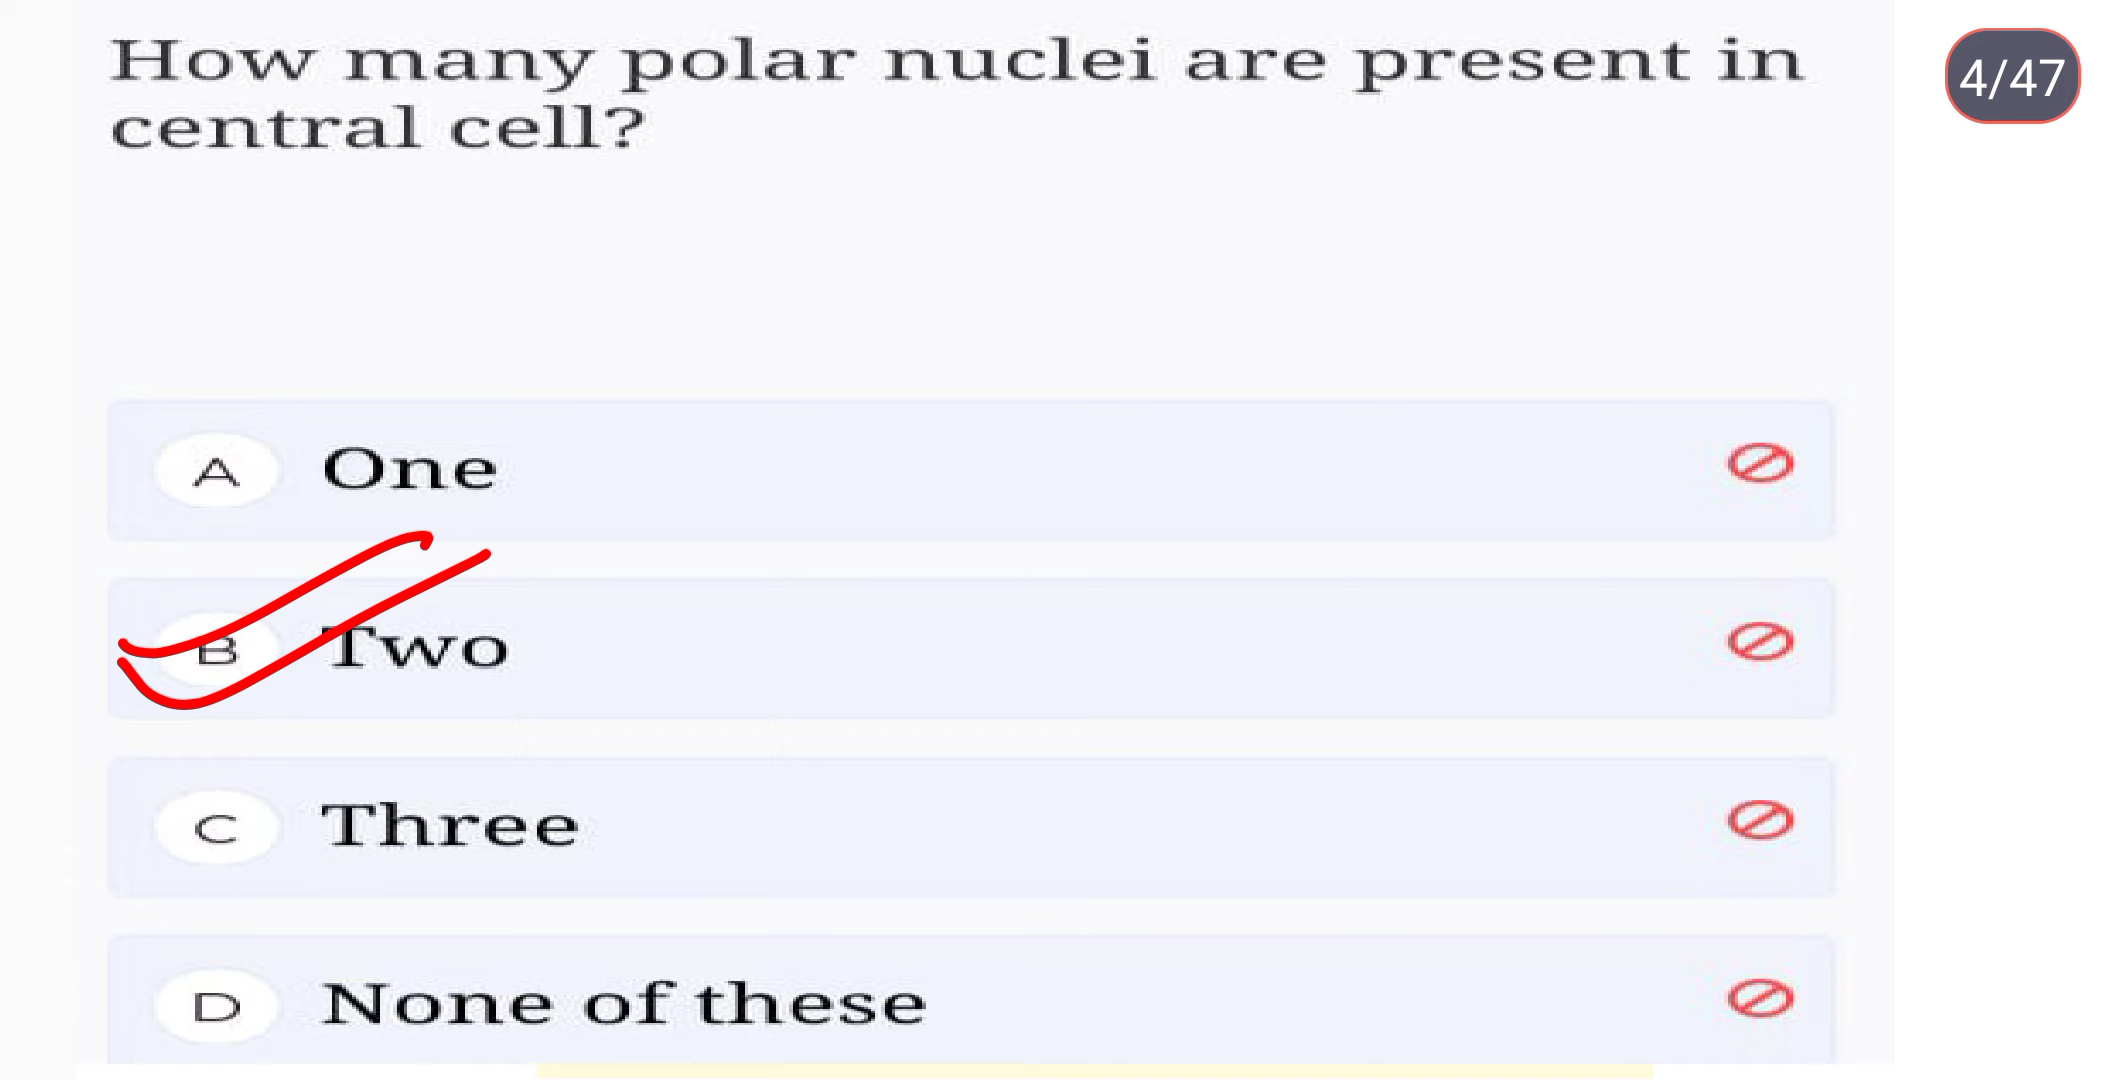 How many polar nuclei are present in
central cell?
4/47
A One
B Two
C Three
D None of these